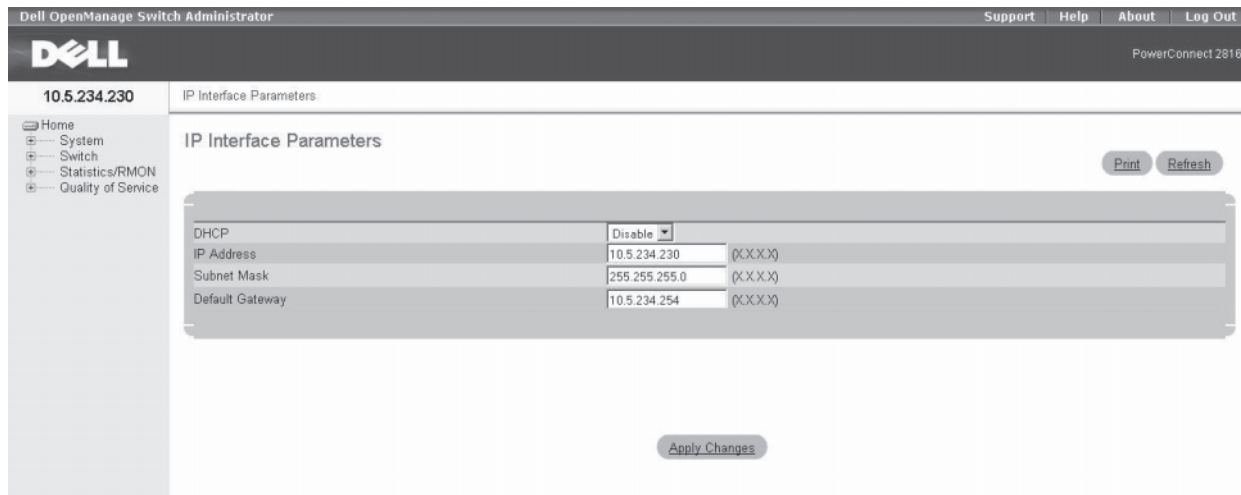 Dell OpenManage Switch Administrator
Support | Help | About | Log Out
DELL
PowerConnect 2816
10.5.234.230
IP Interface Parameters
Home
System
Switch
Statistics/RMON
Quality of Service
IP Interface Parameters
Print Refresh
DHCP Disable
IP Address 10.5.234.230 (X.X.X.X)
Subnet Mask 255.255.255.0 (X.X.X.X)
Default Gateway 10.5.234.254 (X.X.X.X)
Apply Changes